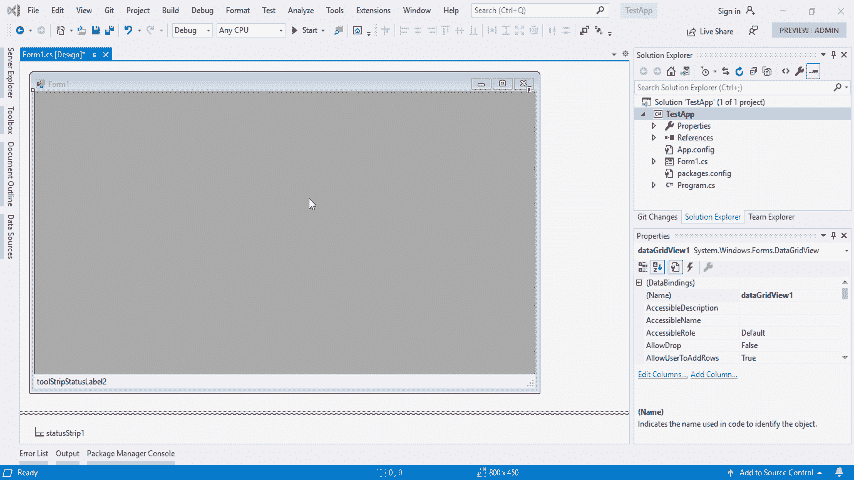 File Edit View Git Project Build Debug Format Test Analyze Tools Extensions Window Help Search (Ctrl+Q) TestApp Sign in
Debug Any CPU Start Live Share PREVIEW ADMIN
Form1.cs [Design]*
Server Explorer
Toolbox
Document Outline
Data Sources
Form1
toolStripStatusLabel2
statusStrip1
Error List Output Package Manager Console
Solution Explorer
Search Solution Explorer (Ctrl+;)
Solution 'TestApp' (1 of 1 project)
TestApp
Properties
References
App.config
Form1.cs
packages.config
Program.cs
Git Changes Solution Explorer Team Explorer
Properties
dataGridView1 System.Windows.Forms.DataGridView
(DataBindings)
(Name) dataGridView1
AccessibleDescription
AccessibleName
AccessibleRole Default
AllowDrop False
AllowUserToAddRows True
Edit Columns... Add Column...
(Name)
Indicates the name used in code to identify the object.
Ready 0 , 0 800 x 450 Add to Source Control